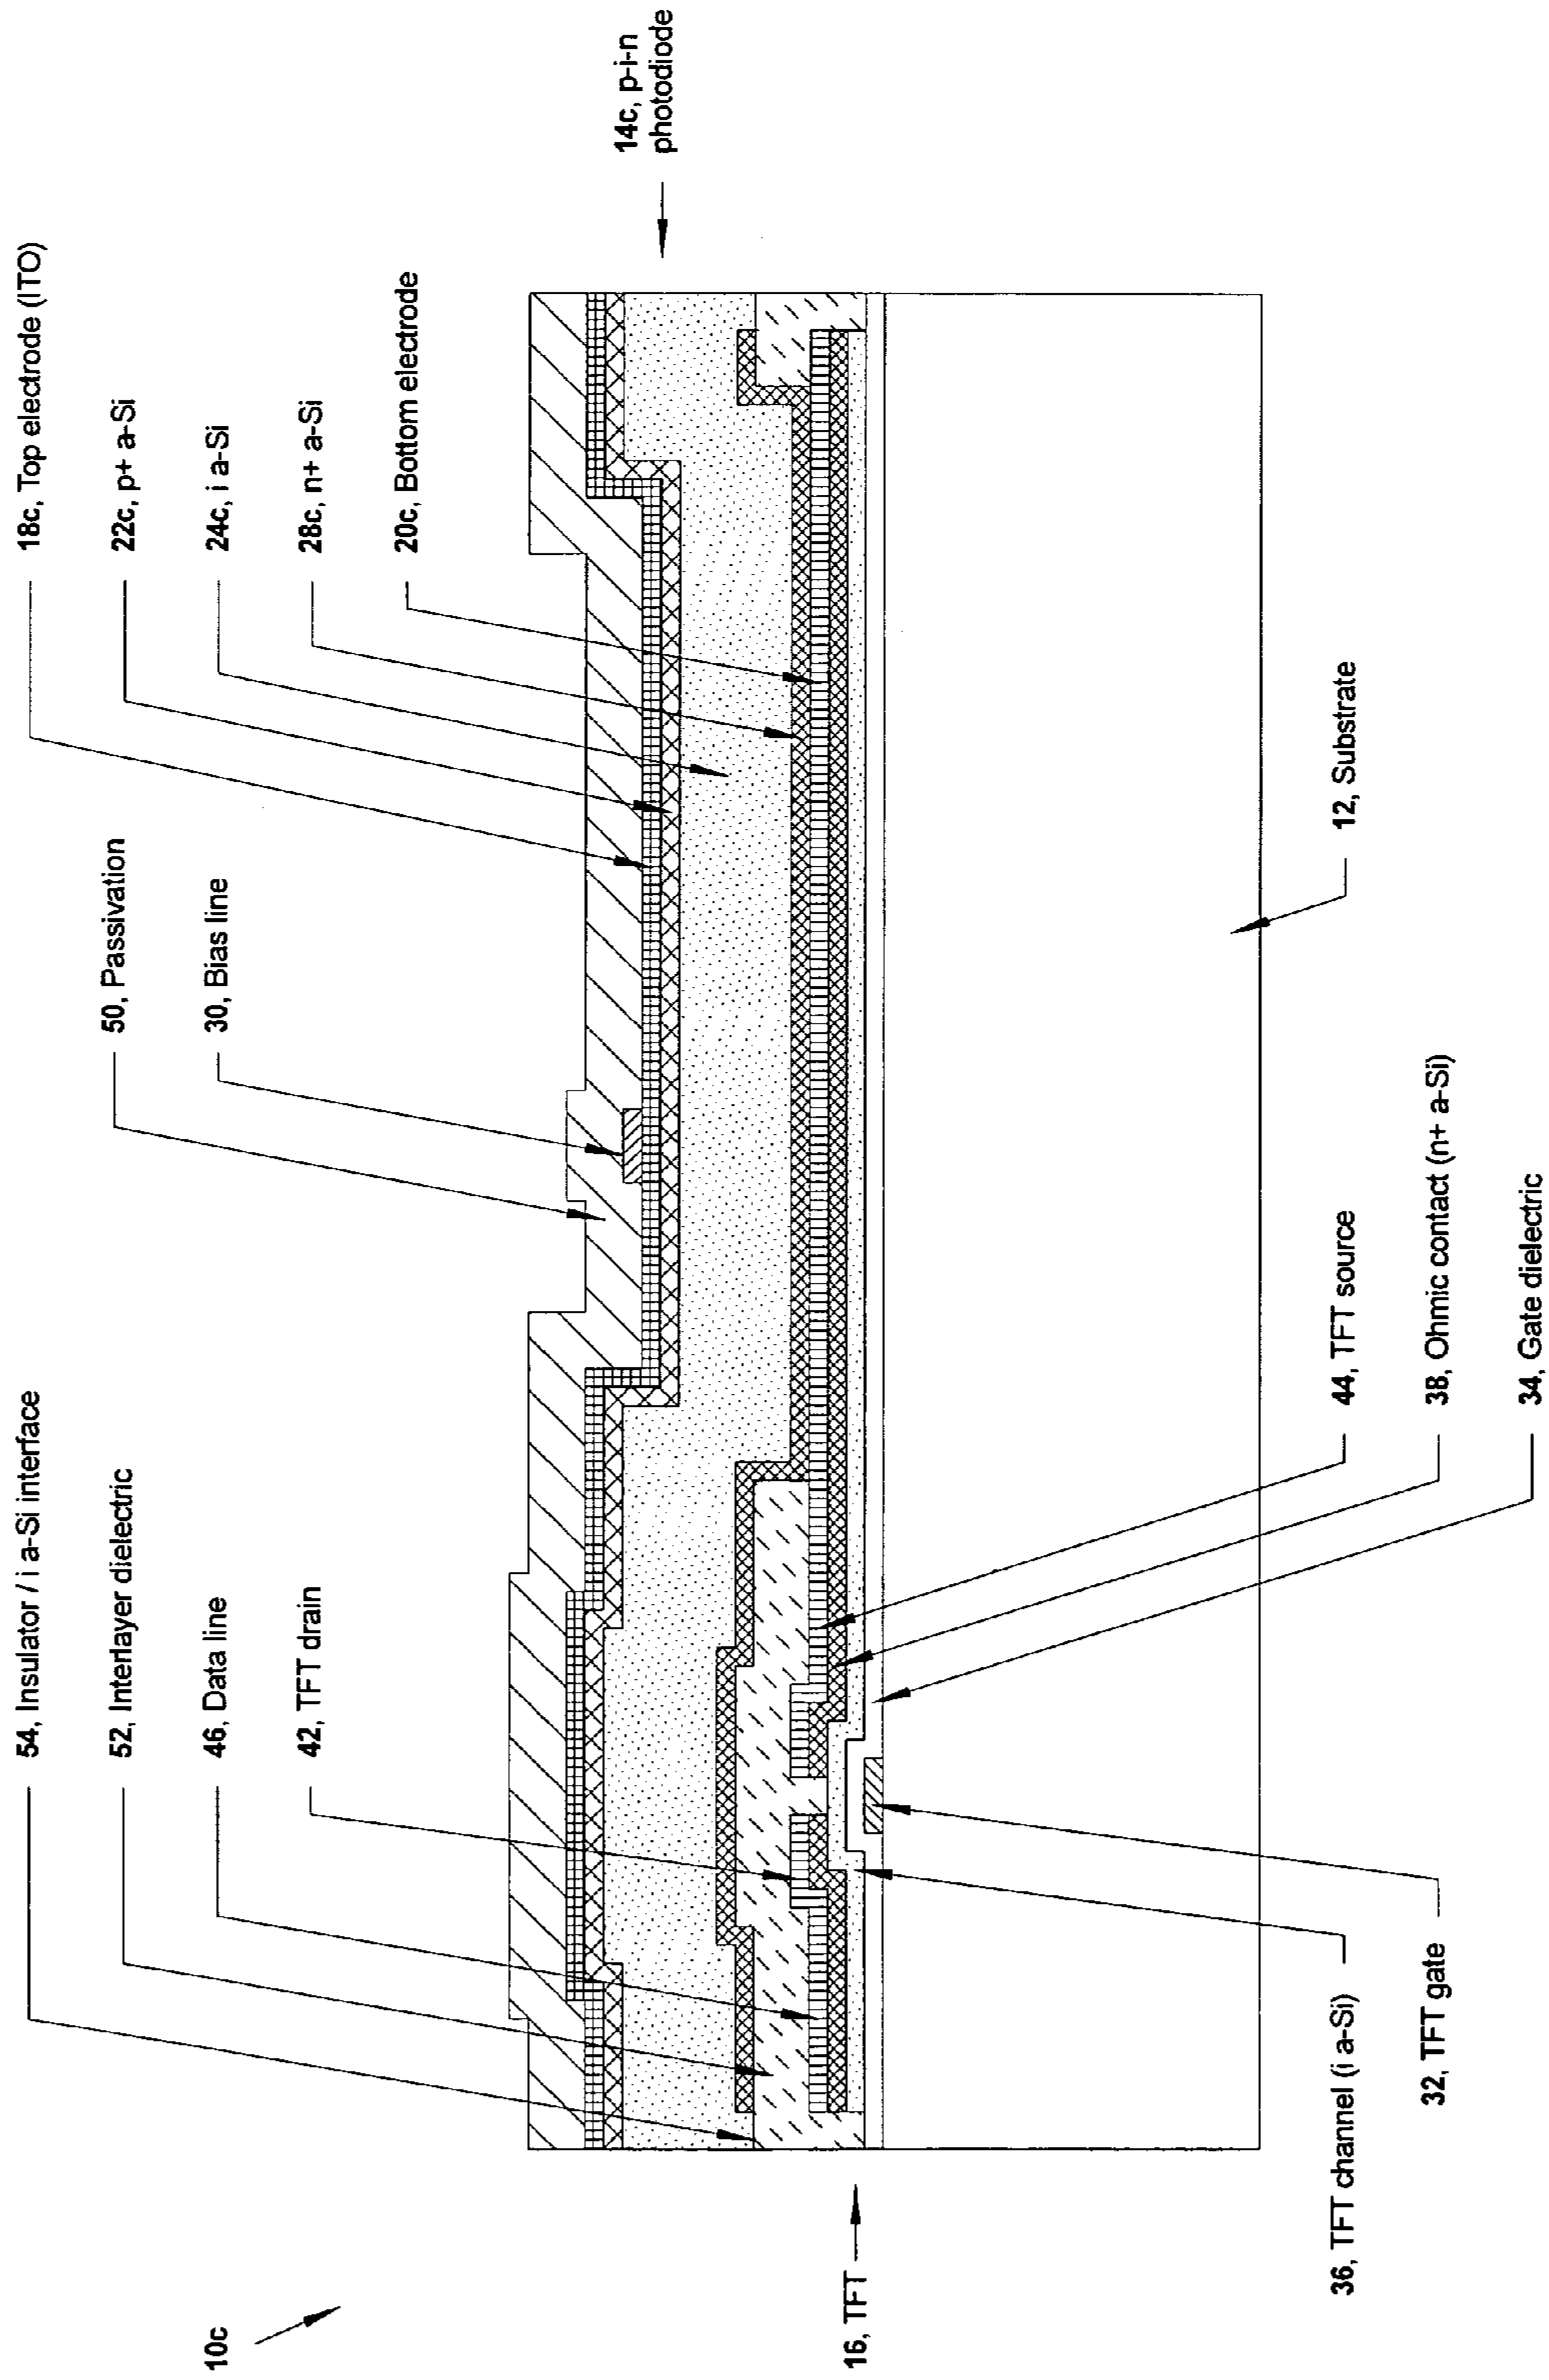 10c
54, Insulator / i a-Si interface
52, Interlayer dielectric
46, Data line
42, TFT drain
50, Passivation
30, Bias line
18c, Top electrode (ITO)
22c, p+ a-Si
24c, i a-Si
28c, n+ a-Si
20c, Bottom electrode
14c, p-i-n
photodiode
16, TFT
36, TFT channel (i a-Si)
32, TFT gate
44, TFT source
38, Ohmic contact (n+ a-Si)
34, Gate dielectric
12, Substrate